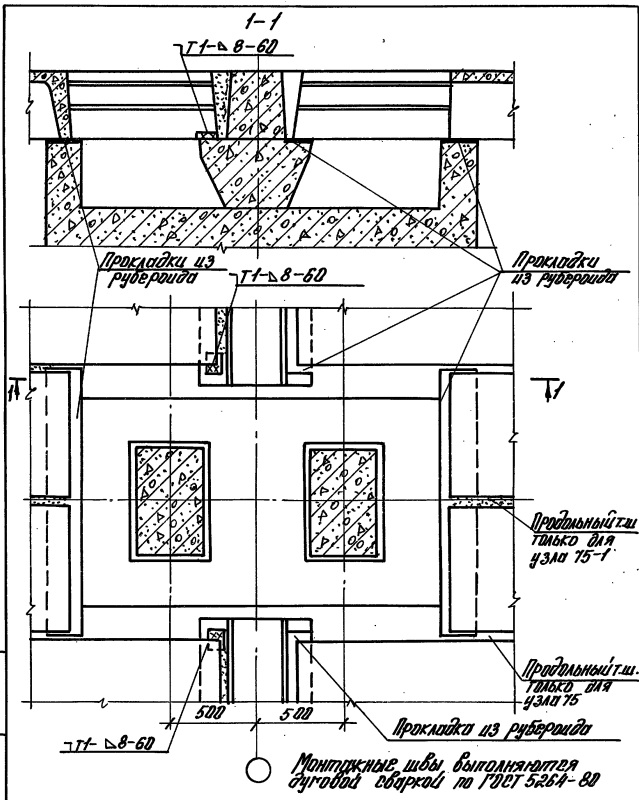 1-1
Т1-⊿8-60
Прокладки из
рубероида
Т1-⊿8-60
Прокладки
из рубероида
1
1
Продольный т.ш.
только для
узла 75-1
Продольный т.ш.
только для
узла 75
500
500
Прокладка из рубероида
Т1-⊿8-60
Монтажные швы выполняются
дуговой сваркой по ГОСТ 5264-80